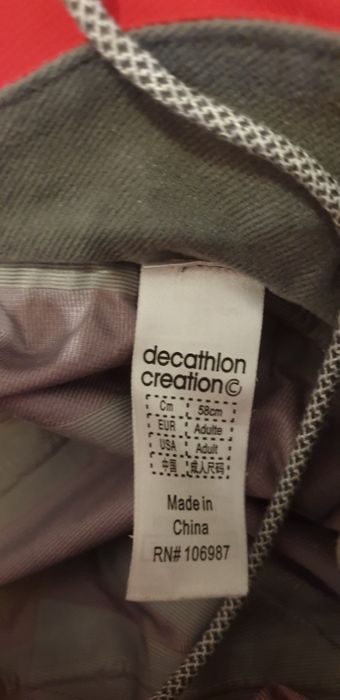 decathlon
creation©
Cm 58cm
EUR Adulte
USA Adult
中国 成人尺码
Made in
China
RN# 106987